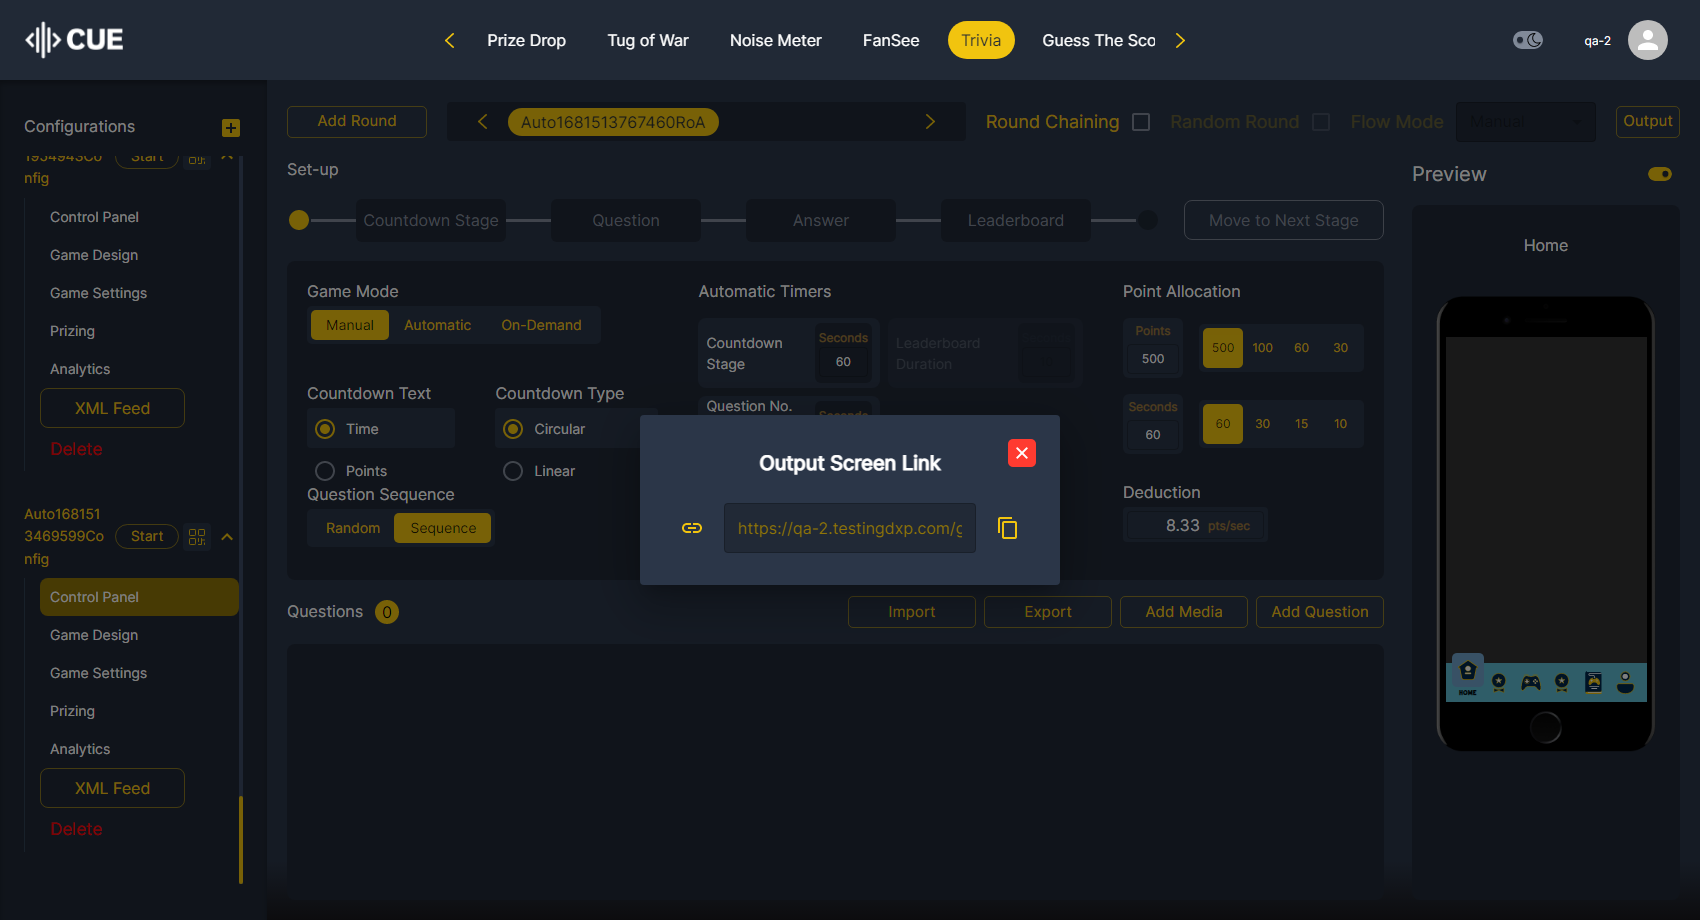 CUE
Prize Drop
Tug of War
Noise Meter
FanSee
Trivia
Guess The Sco
qa-2
Configurations
Start
nfig
Control Panel
Game Design
Game Settings
Prizing
Analytics
XML Feed
Delete
Auto168151
3469599Co
nfig
Start
Control Panel
Game Design
Game Settings
Prizing
Analytics
XML Feed
Delete
Add Round
Auto1681513767460RoA
Round Chaining
Random Round
Flow Mode
Manual
Output
Set-up
Countdown Stage
Question
Answer
Leaderboard
Move to Next Stage
Game Mode
Manual
Automatic
On-Demand
Countdown Text
Time
Points
Countdown Type
Circular
Linear
Question Sequence
Random
Sequence
Automatic Timers
Countdown
Stage
Seconds
60
Leaderboard
Duration
Question No.
Seconds
Point Allocation
Points
500
500
100
60
30
Seconds
60
60
30
15
10
Deduction
8.33 pts/sec
Output Screen Link
https://qa-2.testingdxp.com/g
Questions 0
Import
Export
Add Media
Add Question
Preview
Home
HOME